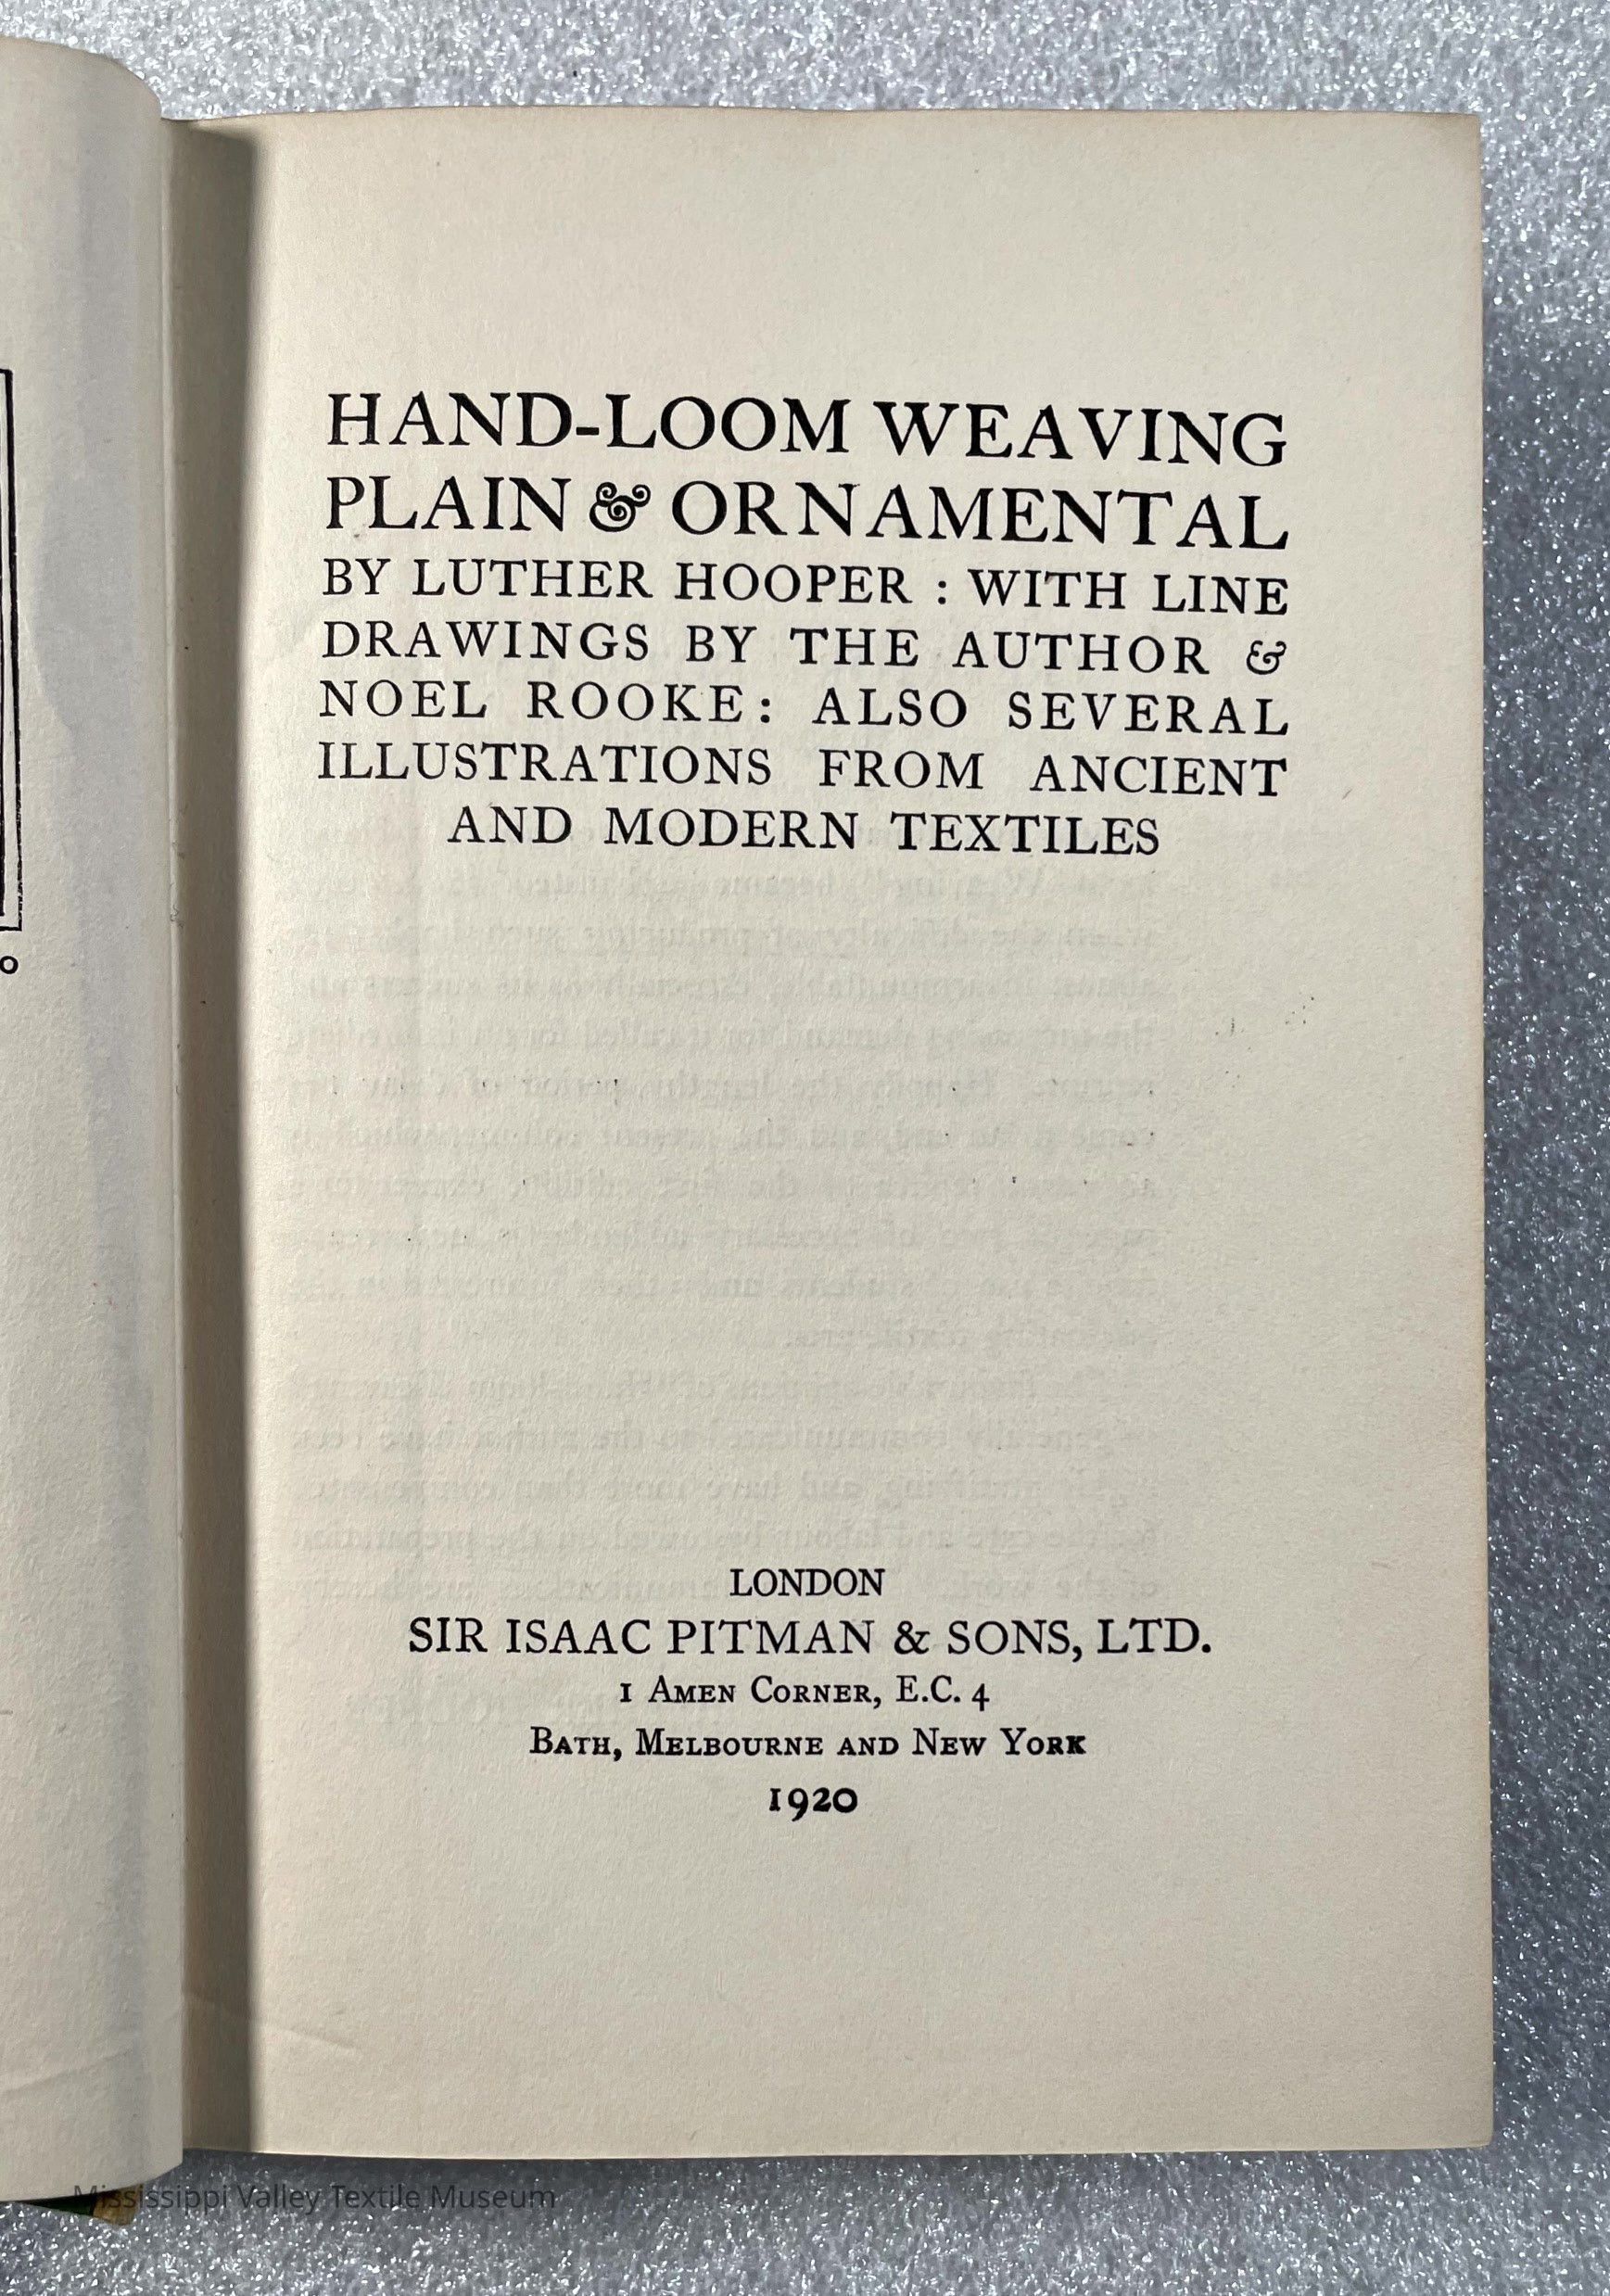 HAND-LOOM WEAVING
PLAIN & ORNAMENTAL
BY LUTHER HOOPER : WITH LINE
DRAWINGS BY THE AUTHOR &
NOEL ROOKE: ALSO SEVERAL
ILLUSTRATIONS FROM ANCIENT
AND MODERN TEXTILES
LONDON
SIR ISAAC PITMAN & SONS, LTD.
1 AMEN CORNER, E.C. 4
BATH, MELBOURNE AND NEW YORK
1920
Mississippi Valley Textile Museum